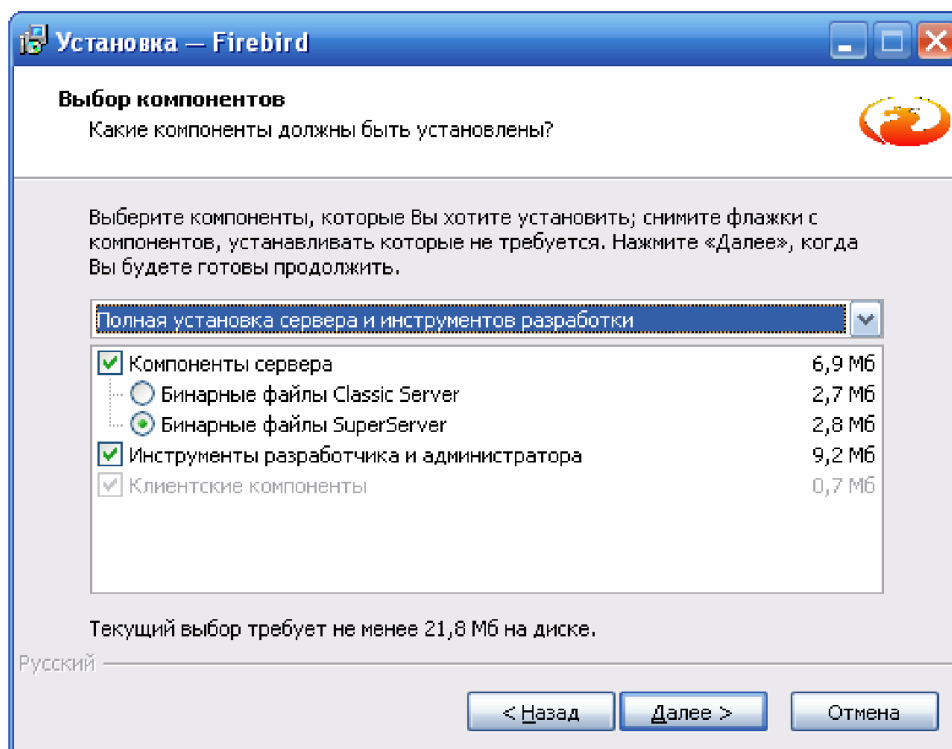 Установка — Firebird
Выбор компонентов
Какие компоненты должны быть установлены?
Выберите компоненты, которые Вы хотите установить; снимите флажки с
компонентов, устанавливать которые не требуется. Нажмите «Далее», когда
Вы будете готовы продолжить.
Полная установка сервера и инструментов разработки
Компоненты сервера 6,9 Мб
Бинарные файлы Classic Server 2,7 Мб
Бинарные файлы SuperServer 2,8 Мб
Инструменты разработчика и администратора 9,2 Мб
Клиентские компоненты 0,7 Мб
Текущий выбор требует не менее 21,8 Мб на диске.
Русский
< Назад Далее > Отмена